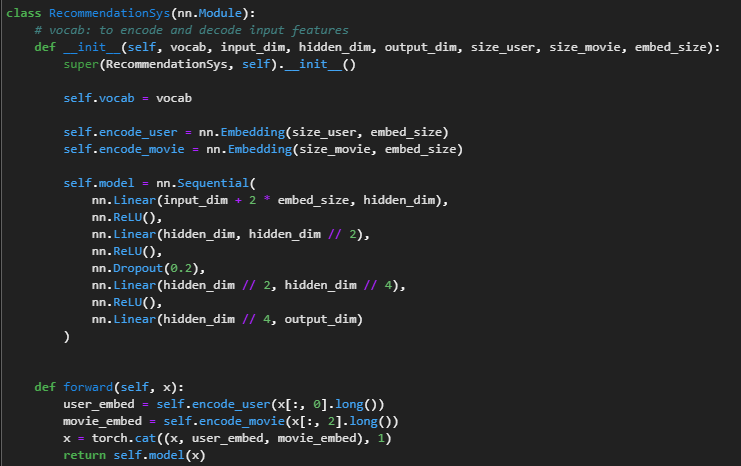 class RecommendationSys(nn.Module):
    # vocab: to encode and decode input features
    def __init__(self, vocab, input_dim, hidden_dim, output_dim, size_user, size_movie, embed_size):
        super(RecommendationSys, self).__init__()

        self.vocab = vocab

        self.encode_user = nn.Embedding(size_user, embed_size)
        self.encode_movie = nn.Embedding(size_movie, embed_size)

        self.model = nn.Sequential(
            nn.Linear(input_dim + 2 * embed_size, hidden_dim),
            nn.ReLU(),
            nn.Linear(hidden_dim, hidden_dim // 2),
            nn.ReLU(),
            nn.Dropout(0.2),
            nn.Linear(hidden_dim // 2, hidden_dim // 4),
            nn.ReLU(),
            nn.Linear(hidden_dim // 4, output_dim)
        )


    def forward(self, x):
        user_embed = self.encode_user(x[:, 0].long())
        movie_embed = self.encode_movie(x[:, 2].long())
        x = torch.cat((x, user_embed, movie_embed), 1)
        return self.model(x)